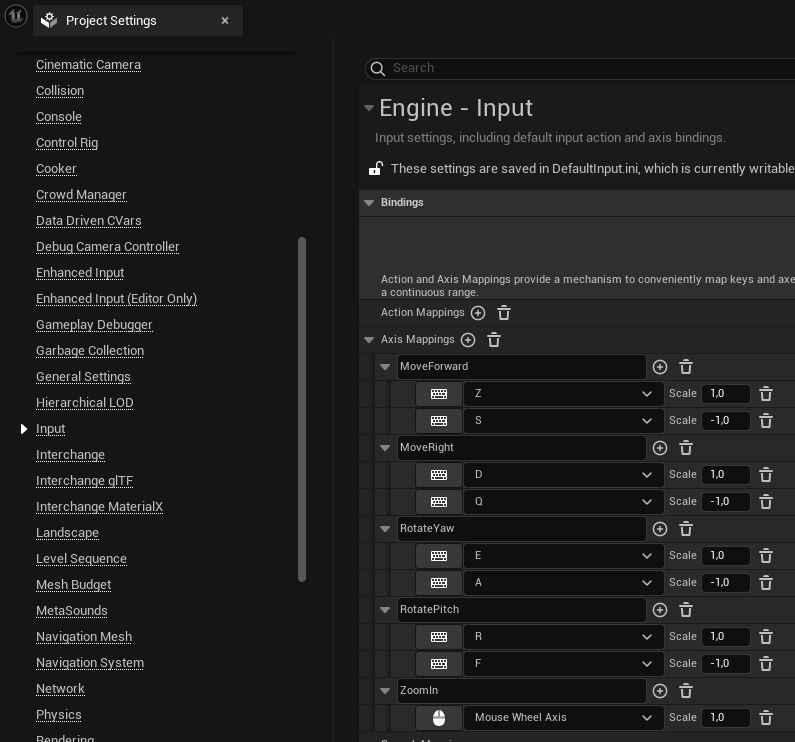 Project Settings
Cinematic Camera
Collision
Console
Control Rig
Cooker
Crowd Manager
Data Driven CVars
Debug Camera Controller
Enhanced Input
Enhanced Input (Editor Only)
Gameplay Debugger
Garbage Collection
General Settings
Hierarchical LOD
Input
Interchange
Interchange glTF
Interchange MaterialX
Landscape
Level Sequence
Mesh Budget
MetaSounds
Navigation Mesh
Navigation System
Network
Physics
Rendering
Search
Engine - Input
Input settings, including default input action and axis bindings.
These settings are saved in DefaultInput.ini, which is currently writable
Bindings
Action and Axis Mappings provide a mechanism to conveniently map keys and axe
a continuous range.
Action Mappings
Axis Mappings
MoveForward
Z Scale 1,0
S Scale -1,0
MoveRight
D Scale 1,0
Q Scale -1,0
RotateYaw
E Scale 1,0
A Scale -1,0
RotatePitch
R Scale 1,0
F Scale -1,0
ZoomIn
Mouse Wheel Axis Scale 1,0